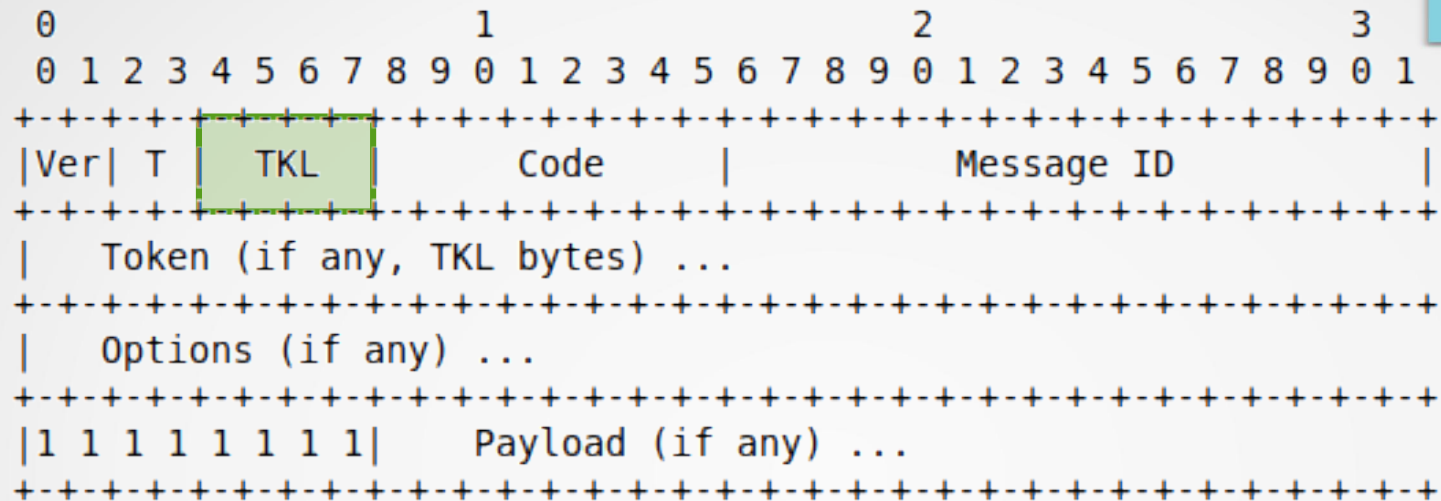 0                   1                   2                   3
0 1 2 3 4 5 6 7 8 9 0 1 2 3 4 5 6 7 8 9 0 1 2 3 4 5 6 7 8 9 0 1
+-+-+-+-+-+-+-+-+-+-+-+-+-+-+-+-+-+-+-+-+-+-+-+-+-+-+-+-+-+-+-+-+
|Ver| T |  TKL  |      Code     |          Message ID           |
+-+-+-+-+-+-+-+-+-+-+-+-+-+-+-+-+-+-+-+-+-+-+-+-+-+-+-+-+-+-+-+-+
|   Token (if any, TKL bytes) ...
+-+-+-+-+-+-+-+-+-+-+-+-+-+-+-+-+-+-+-+-+-+-+-+-+-+-+-+-+-+-+-+-+
|   Options (if any) ...
+-+-+-+-+-+-+-+-+-+-+-+-+-+-+-+-+-+-+-+-+-+-+-+-+-+-+-+-+-+-+-+-+
|1 1 1 1 1 1 1 1|    Payload (if any) ...
+-+-+-+-+-+-+-+-+-+-+-+-+-+-+-+-+-+-+-+-+-+-+-+-+-+-+-+-+-+-+-+-+